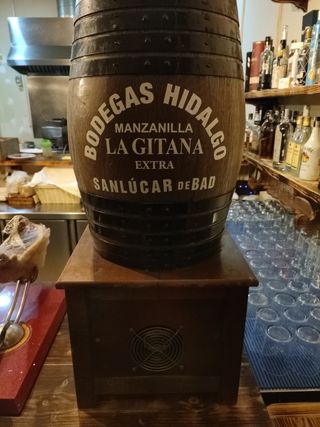 BODEGAS HIDALGO
MANZANILLA
LA GITANA
EXTRA
SANLÚCAR DE BAD